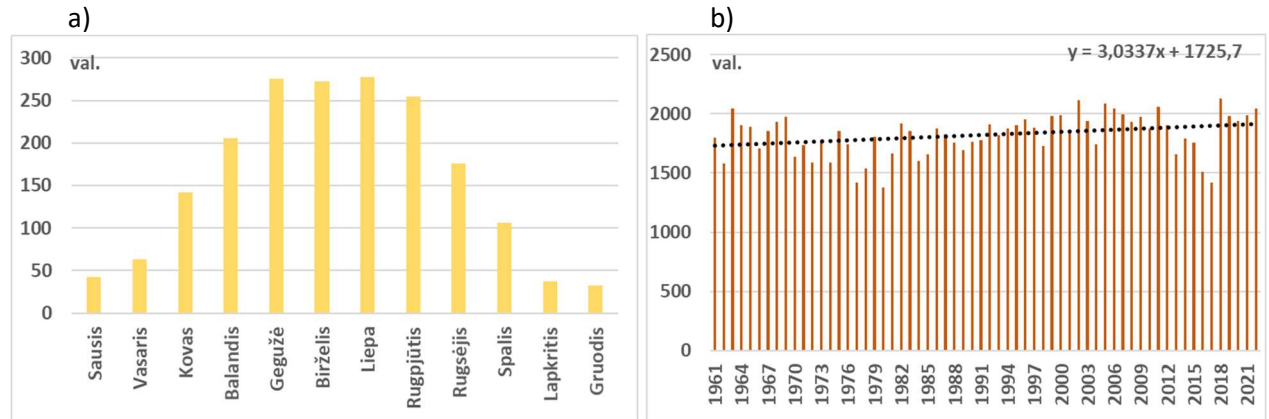 a)
val.
300
250
200
150
100
50
0
Sausis
Vasaris
Kovas
Balandis
Gegužė
Birželis
Liepa
Rugpjūtis
Rugsėjis
Spalis
Lapkritis
Gruodis
b)
y = 3,0337x + 1725,7
val.
2500
2000
1500
1000
500
0
1961
1964
1967
1970
1973
1976
1979
1982
1985
1988
1991
1994
1997
2000
2003
2006
2009
2012
2015
2018
2021